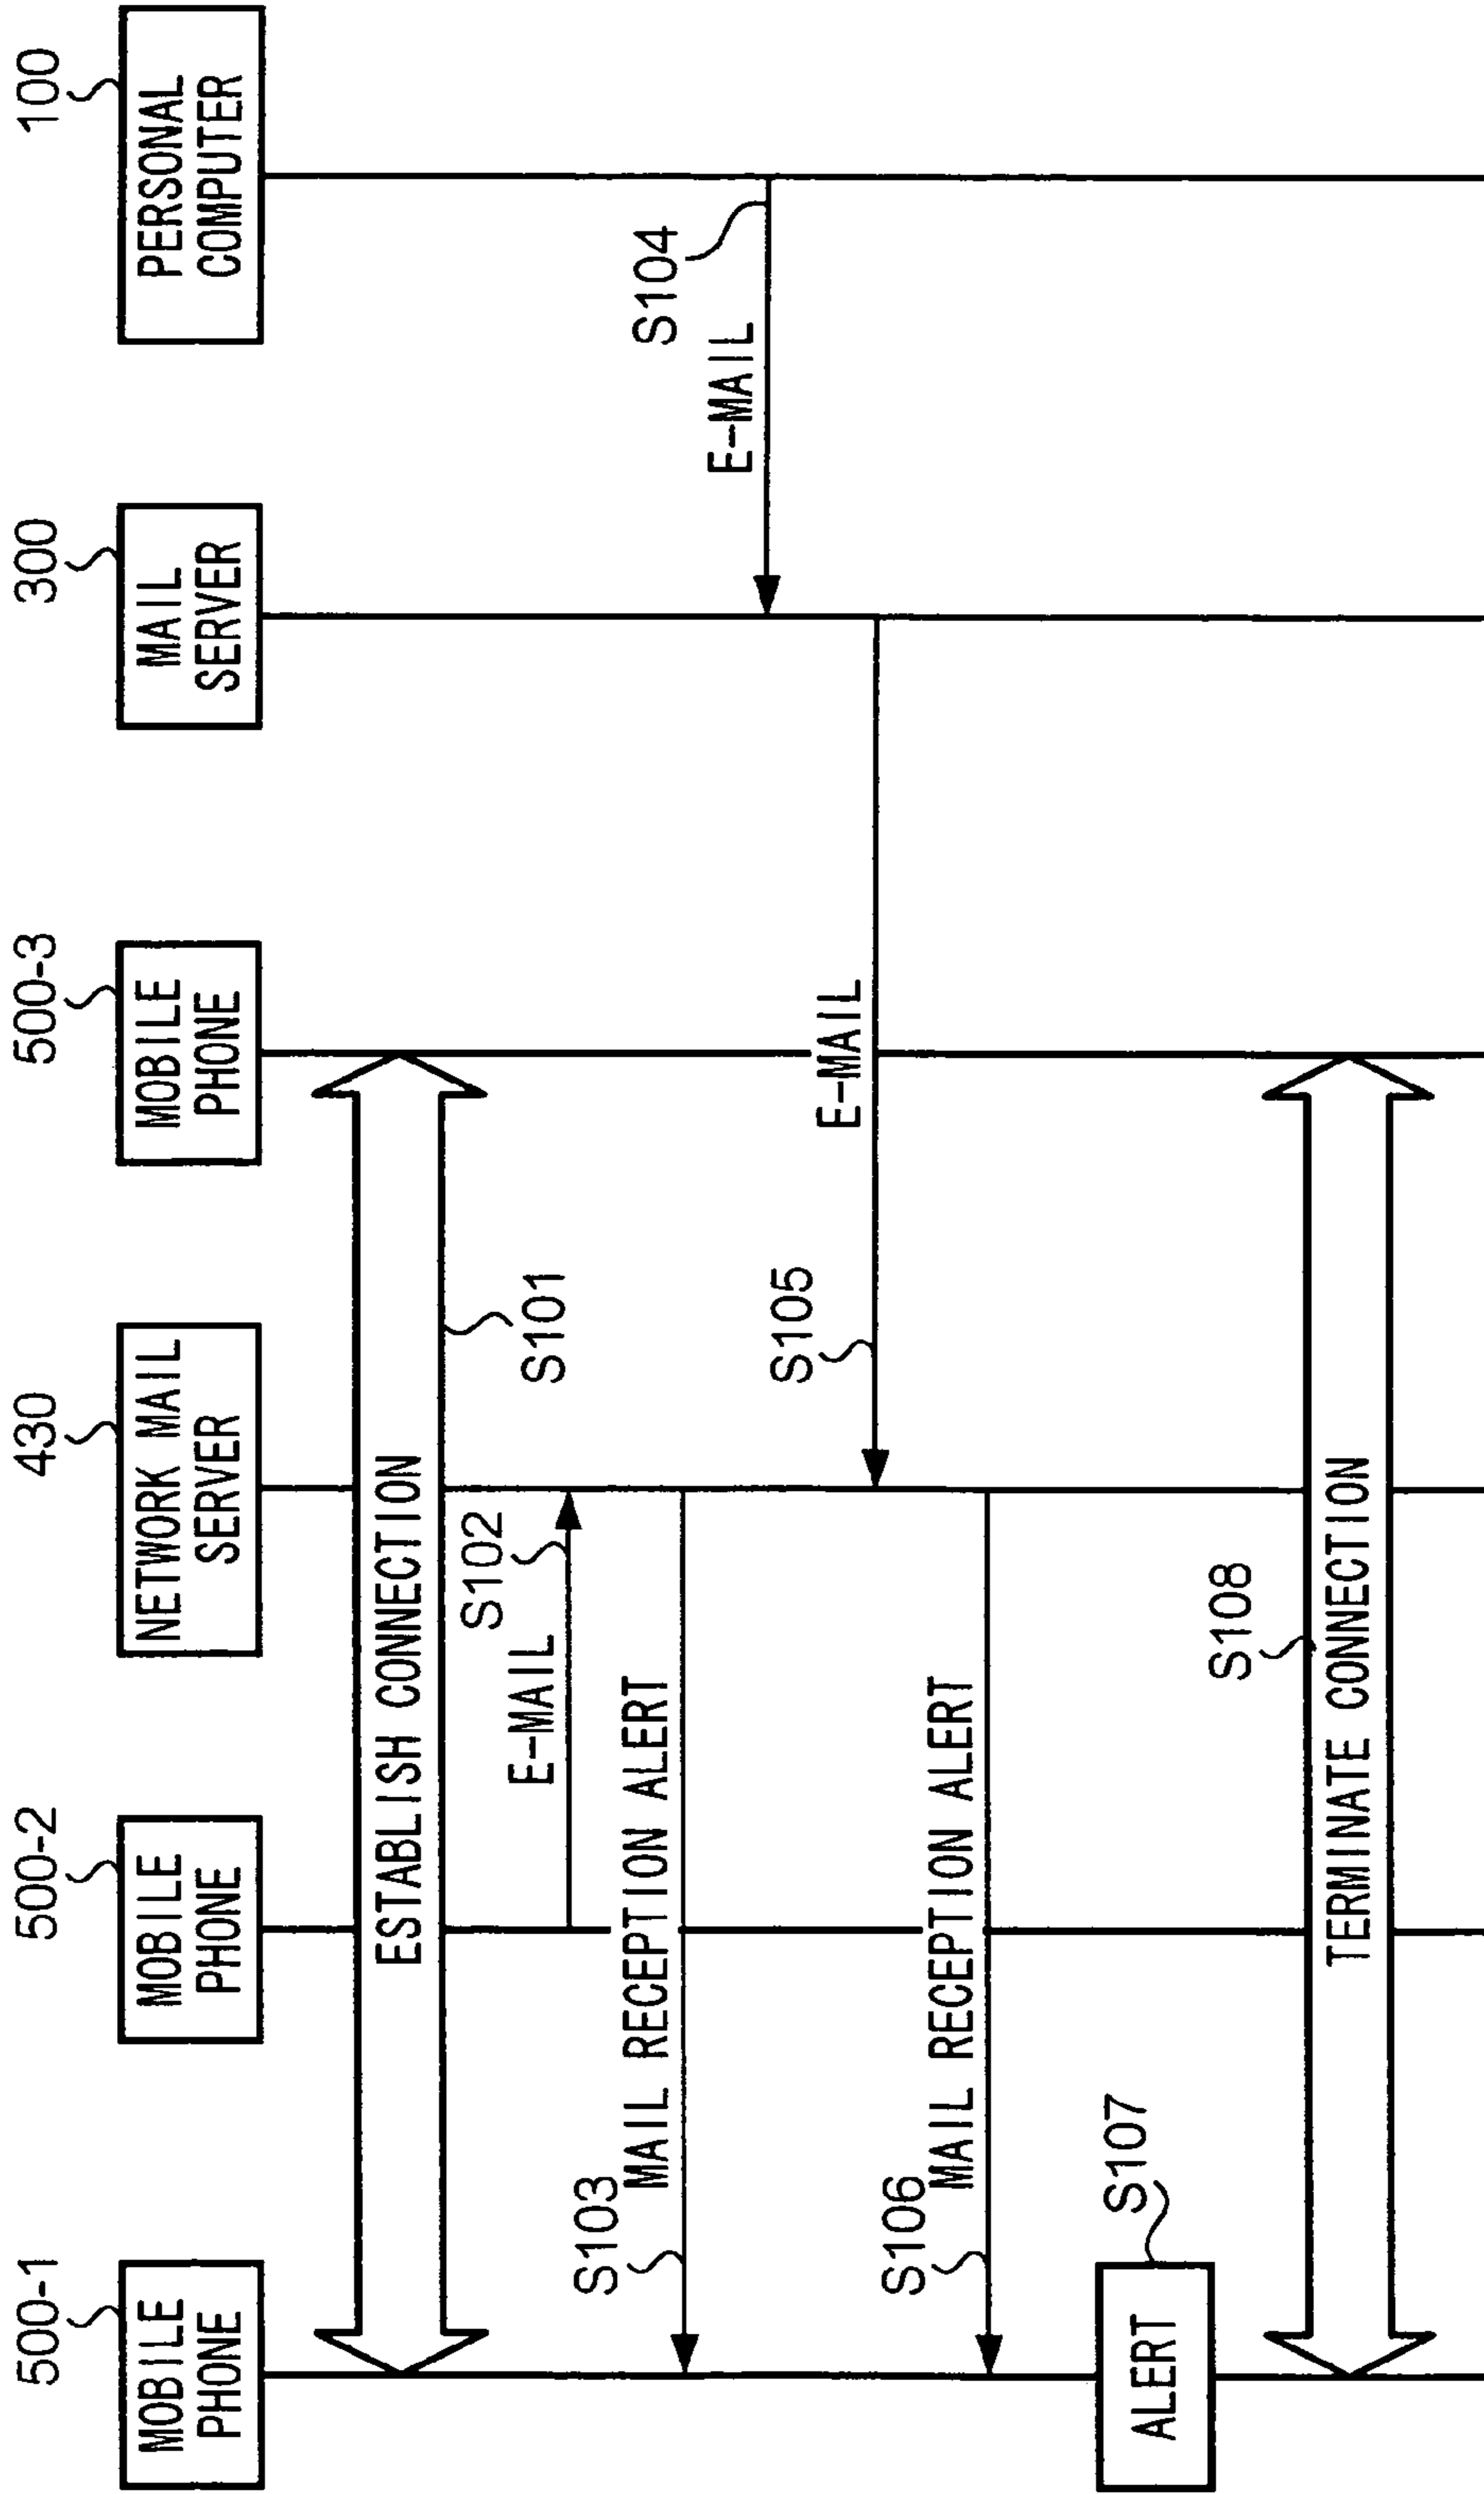 500-1
500-2
430
500-3
300
100
MOBILE
PHONE
MOBILE
PHONE
NETWORK MAIL
SERVER
MOBILE
PHONE
MAIL
SERVER
PERSONAL
COMPUTER
ESTABLISH CONNECTION
S101
S102
E-MAIL
S103
MAIL RECEPTION ALERT
S104
E-MAIL
S105
E-MAIL
S106
MAIL RECEPTION ALERT
S107
ALERT
S108
TERMINATE CONNECTION